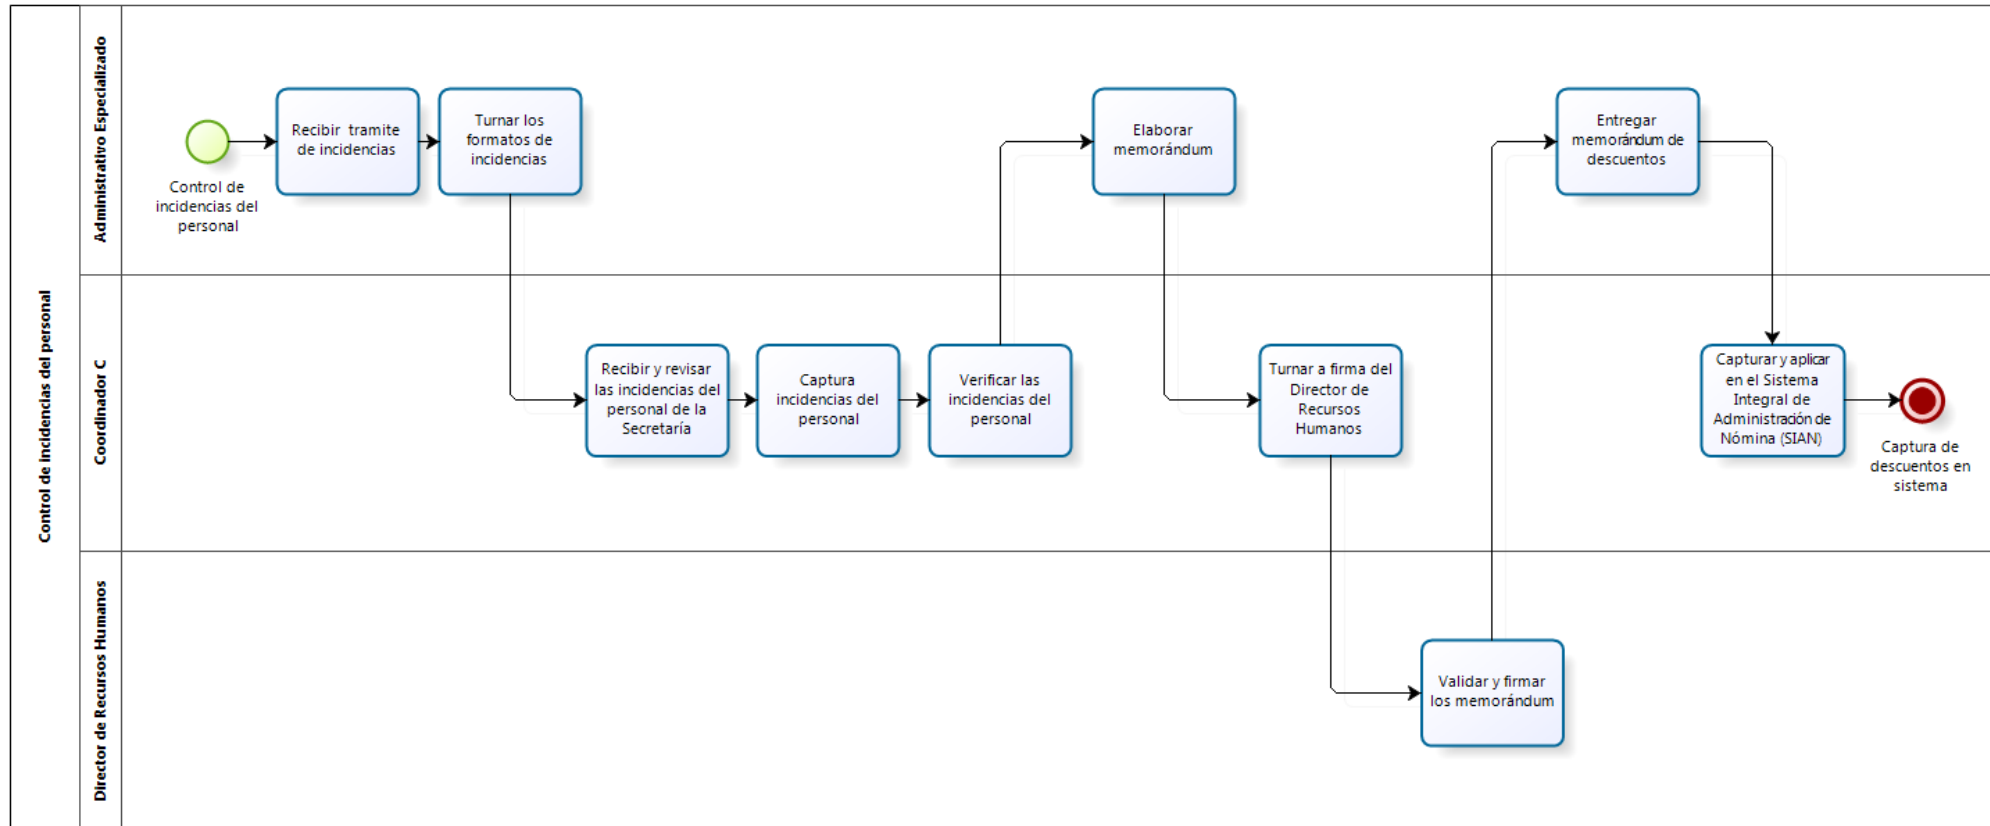 Control de incidencias del personal
Administrativo Especializado
Control de
incidencias del
personal
Recibir  tramite
de incidencias
Turnar los
formatos de
incidencias
Elaborar
memorándum
Entregar
memorándum de
descuentos
Coordinador C
Recibir y revisar
las incidencias del
personal de la
Secretaría
Captura
incidencias del
personal
Verificar las
incidencias del
personal
Turnar a firma del
Director de
Recursos
Humanos
Capturar y aplicar
en el Sistema
Integral de
Administración de
Nómina (SIAN)
Captura de
descuentos en
sistema
Director de Recursos Humanos
Validar y firmar
los memorándum